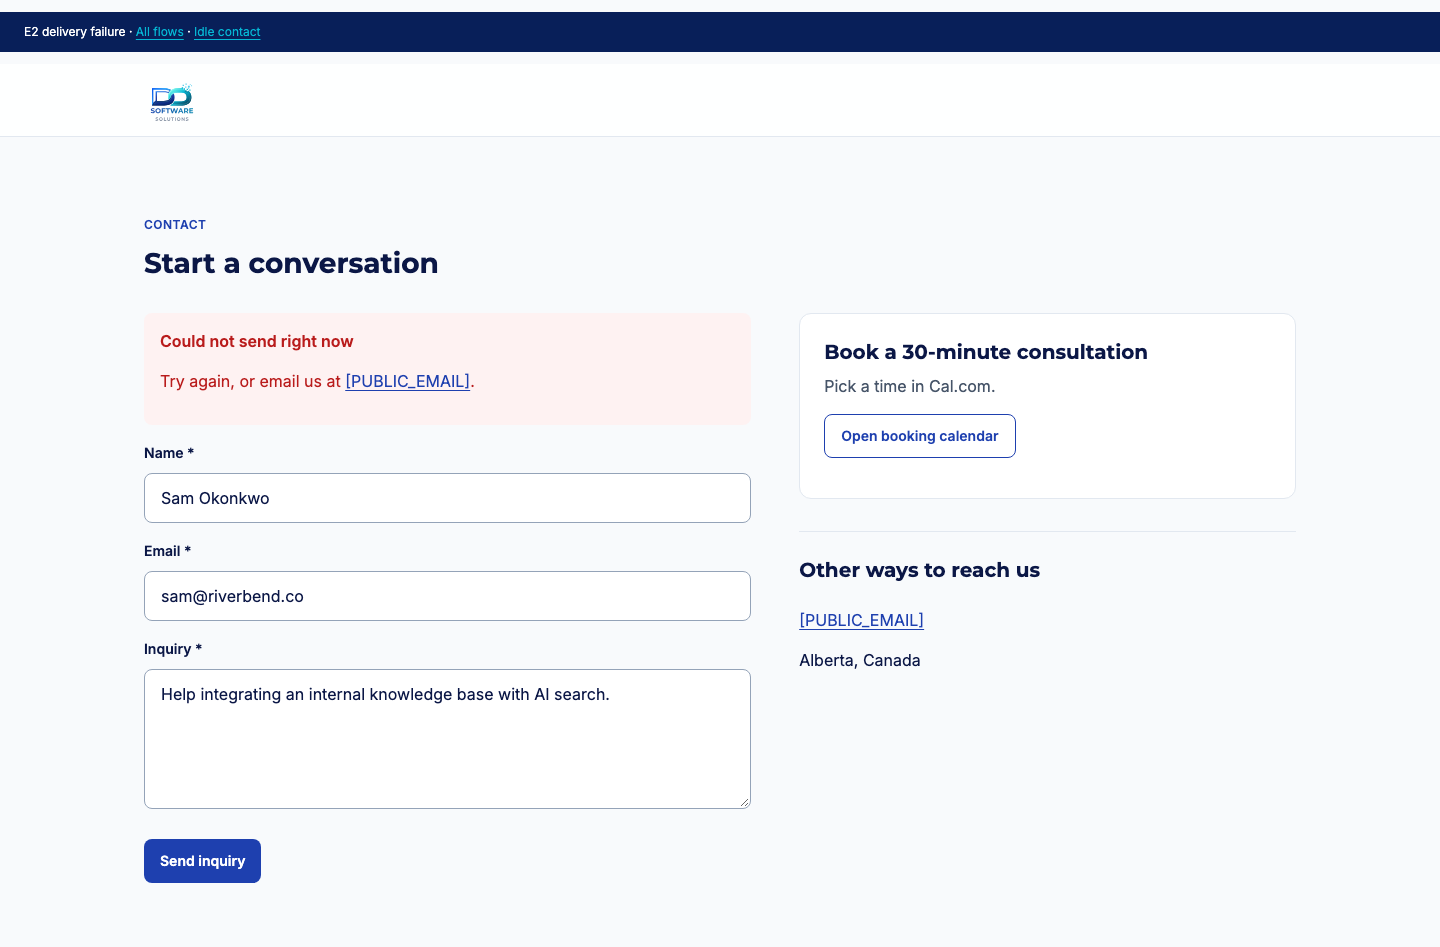 E2 delivery failure · All flows · Idle contact
DO
SOFTWARE
SOLUTIONS
CONTACT
Start a conversation
Could not send right now
Try again, or email us at [PUBLIC_EMAIL].
Name *
Sam Okonkwo
Email *
sam@riverbend.co
Inquiry *
Help integrating an internal knowledge base with AI search.
Send inquiry
Book a 30-minute consultation
Pick a time in Cal.com.
Open booking calendar
Other ways to reach us
[PUBLIC_EMAIL]
Alberta, Canada